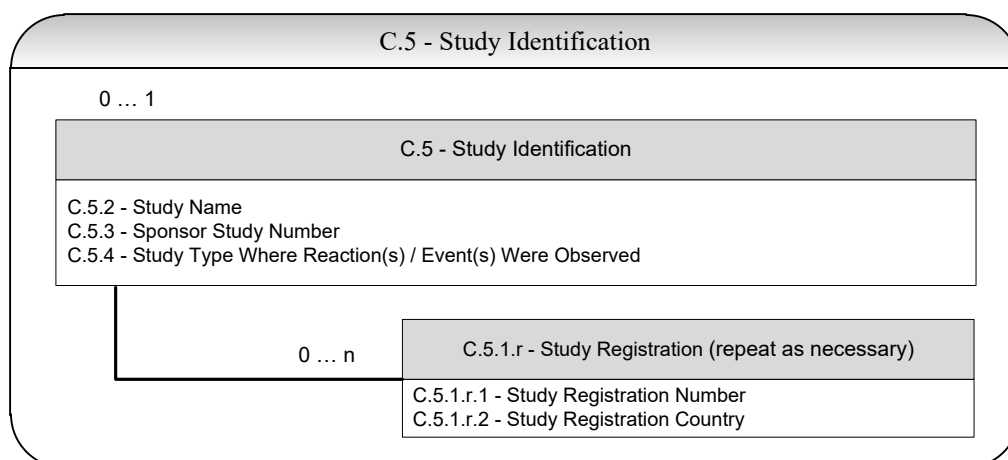 C.5 - Study Identification
0 … 1
C.5 - Study Identification
C.5.2 - Study Name
C.5.3 - Sponsor Study Number
C.5.4 - Study Type Where Reaction(s) / Event(s) Were Observed
0 … n
C.5.1.r - Study Registration (repeat as necessary)
C.5.1.r.1 - Study Registration Number
C.5.1.r.2 - Study Registration Country